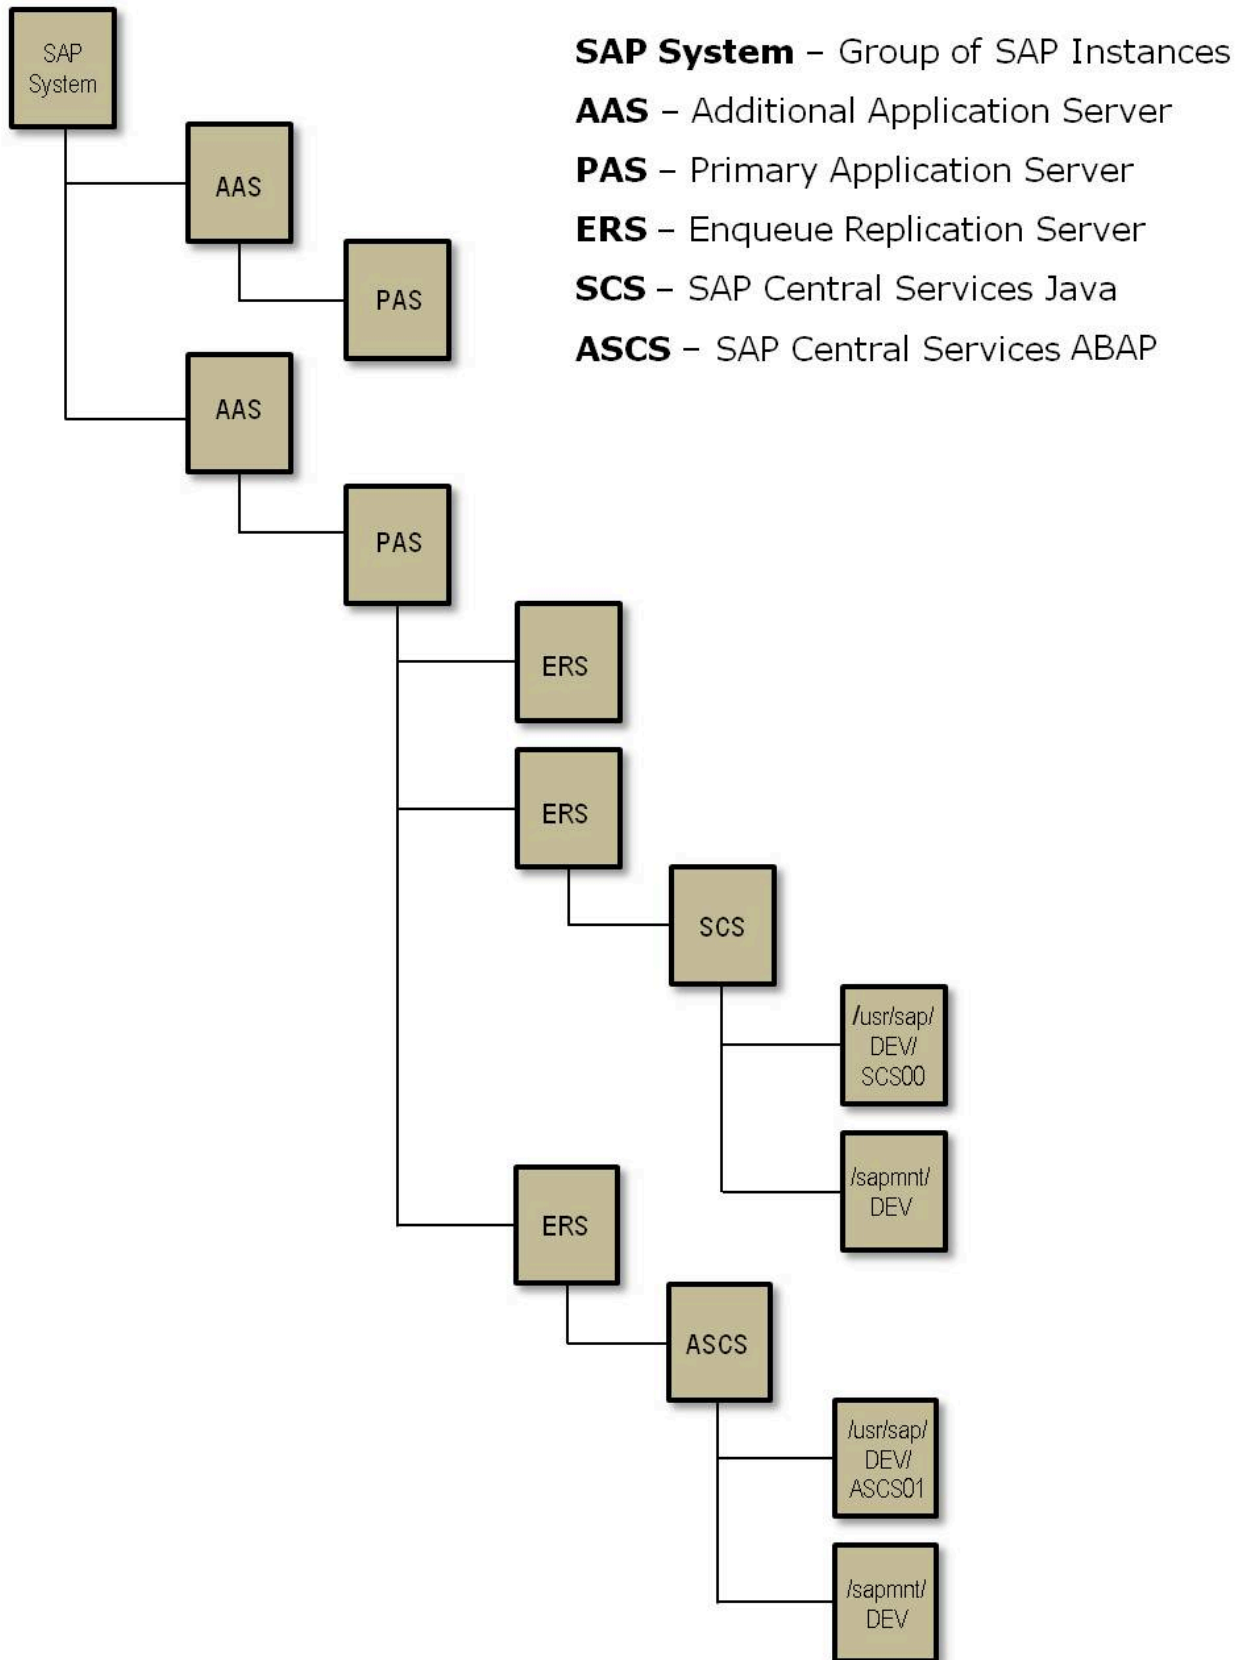 SAP
System
SAP System – Group of SAP Instances
AAS – Additional Application Server
PAS – Primary Application Server
ERS – Enqueue Replication Server
SCS – SAP Central Services Java
ASCS – SAP Central Services ABAP
AAS
PAS
AAS
PAS
ERS
ERS
SCS
/usr/sap/
DEV/
SCS00
/sapmnt/
DEV
ERS
ASCS
/usr/sap/
DEV/
ASCS01
/sapmnt/
DEV